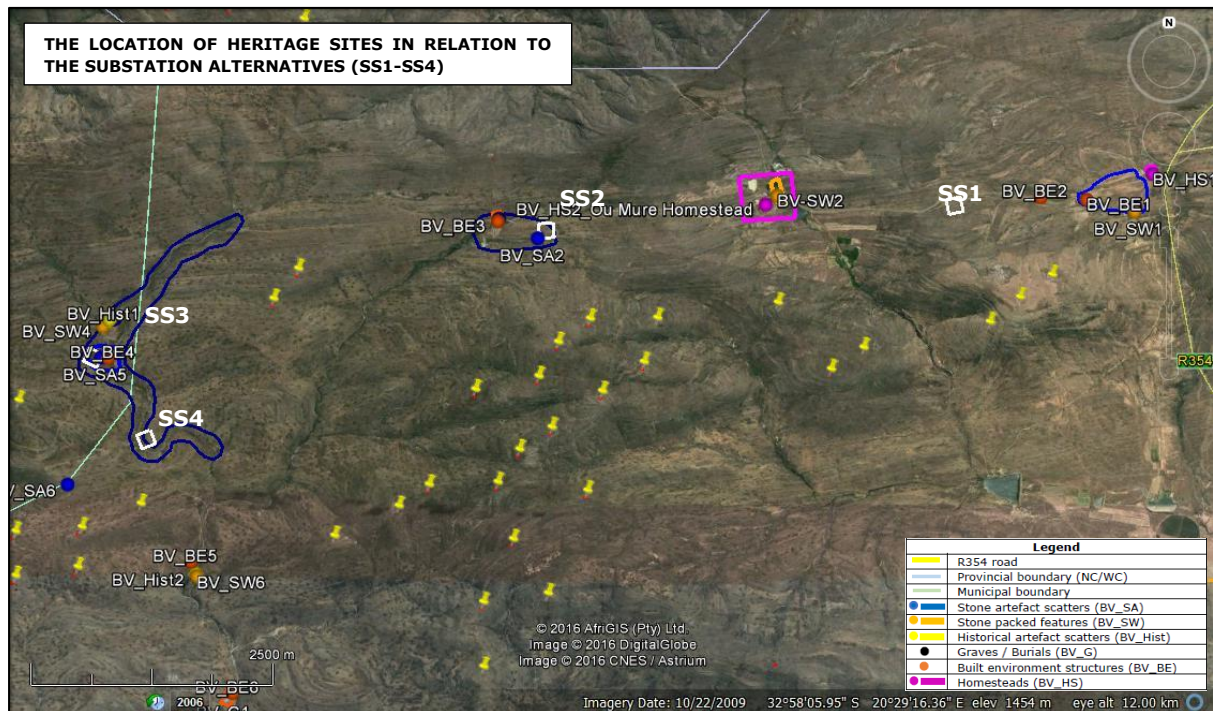 THE LOCATION OF HERITAGE SITES IN RELATION TO
THE SUBSTATION ALTERNATIVES (SS1-SS4)
N
BV_HS1
SS2
SS1
BV_BE2
BV_BE1
BV_HS2_Ou Mure Homestead
BV-SW2
BV_BE3
BV_SW1
BV_SA2
BV_Hist1
SS3
BV_SW4
BV_BE4
R354
BV_SA5
SS4
V_SA6
BV_BE5
BV_Hist2
BV_SW6
Legend
R354 road
Provincial boundary (NC/WC)
Municipal boundary
Stone artefact scatters (BV_SA)
Stone packed features (BV_SW)
Historical artefact scatters (BV_Hist)
Graves / Burials (BV_G)
Built environment structures (BV_BE)
Homesteads (BV_HS)
© 2016 AfriGIS (Pty) Ltd.
Image © 2016 DigitalGlobe
Image © 2016 CNES / Astrium
2500 m
BV_BE6
2006
Imagery Date: 10/22/2009 32°58'05.95" S 20°29'16.36" E elev 1454 m eye alt 12.00 km